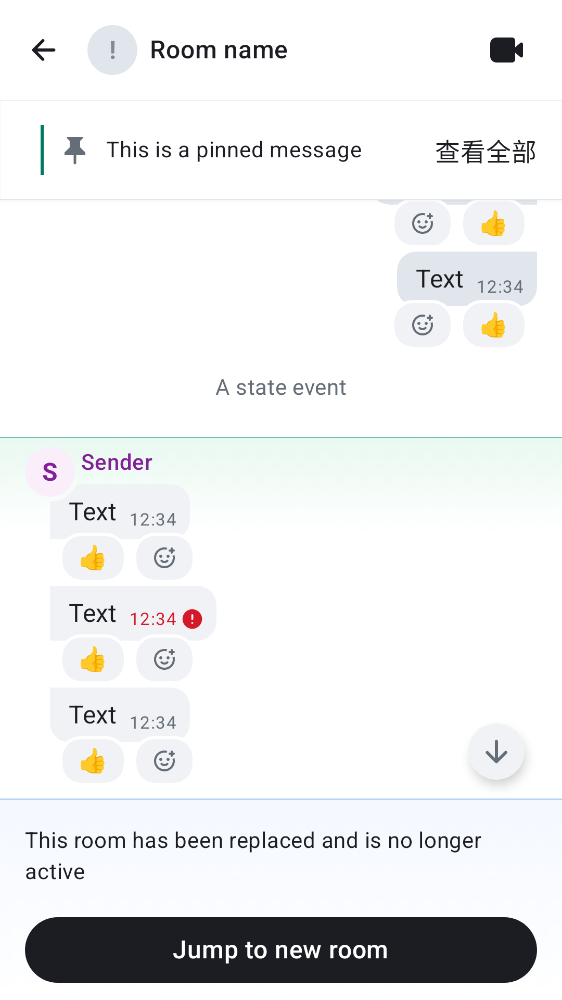 !
Room name
This is a pinned message
查看全部
👍
Text 12:34
👍
A state event
S
Sender
Text 12:34
👍
Text 12:34 !
👍
Text 12:34
👍
This room has been replaced and is no longer
active
Jump to new room